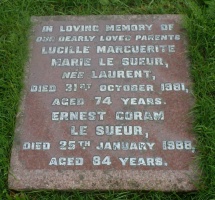 IN LOVING MEMORY OF
OUR DEARLY LOVED PARENTS
LUCILLE MARGUERITE
MARIE LE SUEUR,
NÉE LAURENT,
DIED 31ST OCTOBER 1981,
AGED 74 YEARS.
ERNEST CORAM
LE SUEUR,
DIED 25TH JANUARY 1988,
AGED 84 YEARS.